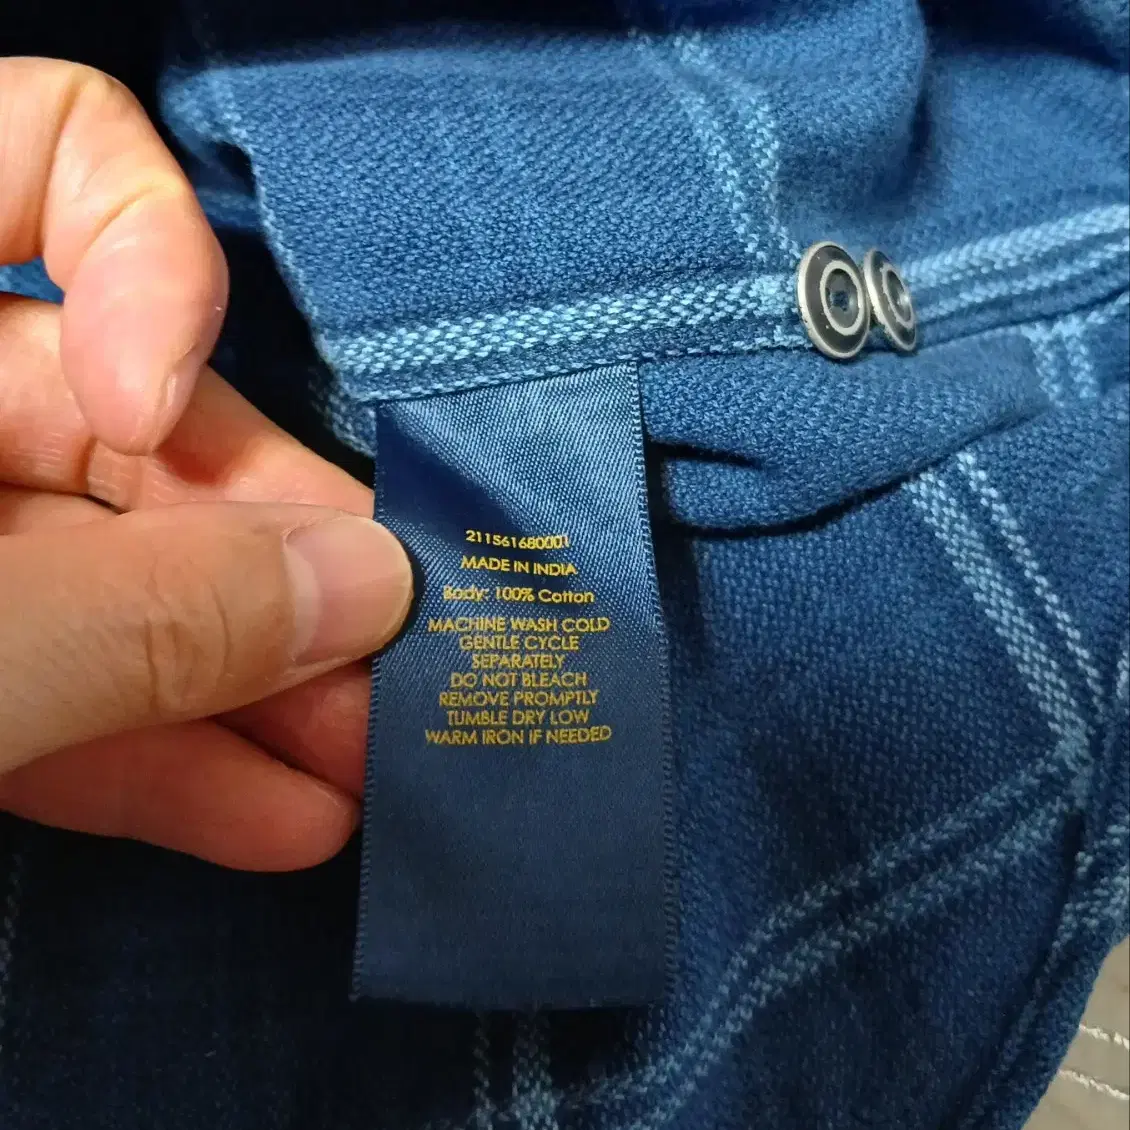 211561680001
MADE IN INDIA
Body: 100% Cotton
MACHINE WASH COLD
GENTLE CYCLE
SEPARATELY
DO NOT BLEACH
REMOVE PROMPTLY
TUMBLE DRY LOW
WARM IRON IF NEEDED